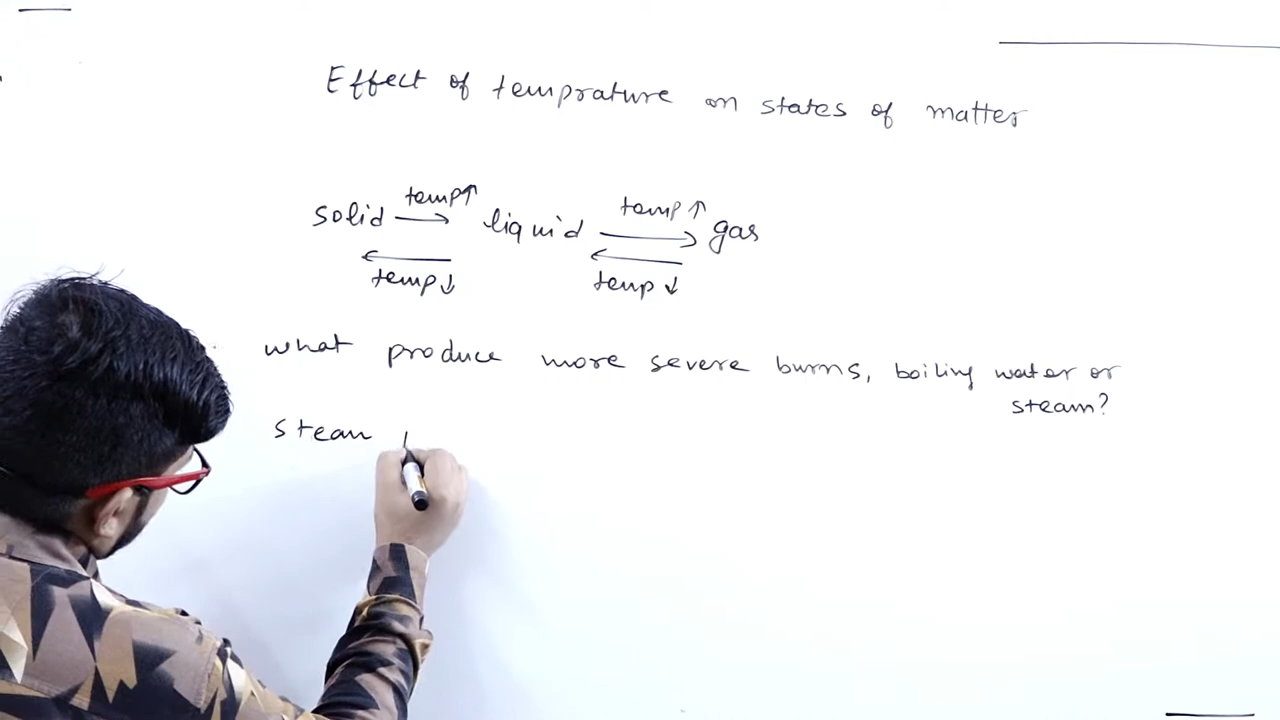 Effect of temprature on states of matter
temp↑ temp↑
solid → liquid → gas
← ←
temp↓ temp↓
what produce more severe burns, boiling water or
steam?
steam